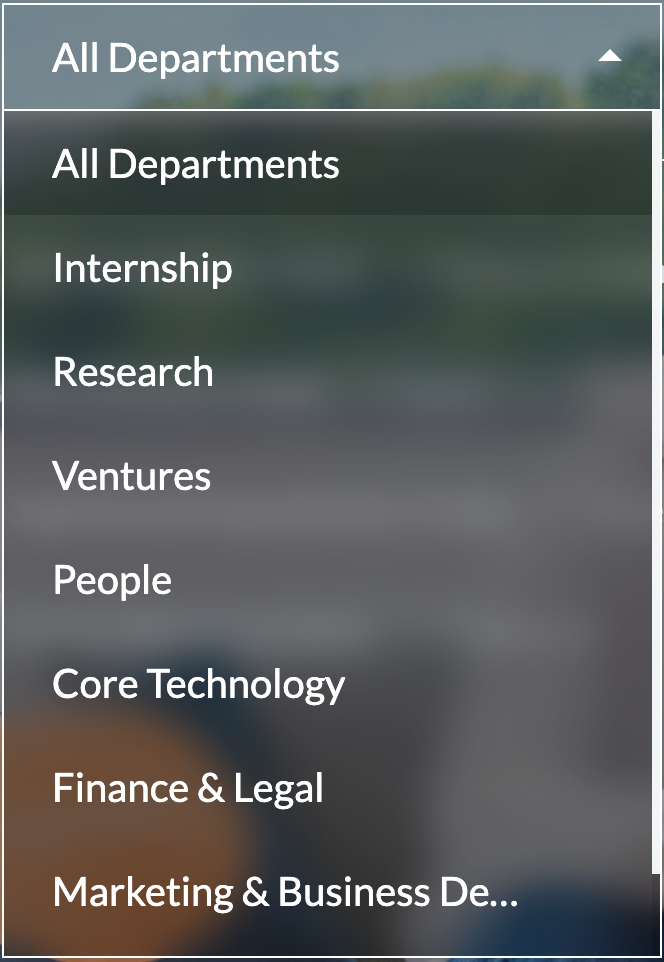 All Departments
All Departments
Internship
Research
Ventures
People
Core Technology
Finance & Legal
Marketing & Business De...